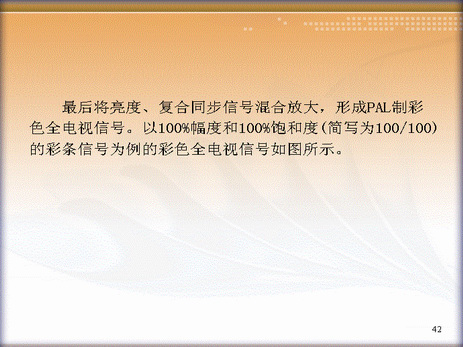 最后将亮度、复合同步信号混合放大，形成PAL制彩
色全电视信号。以100%幅度和100%饱和度(简写为100/100)
的彩条信号为例的彩色全电视信号如图所示。
42